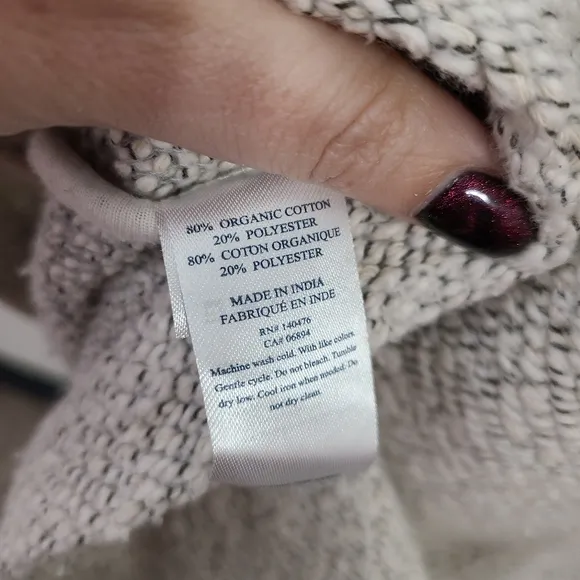 80% ORGANIC COTTON
20% POLYESTER
80% COTON ORGANIQUE
20% POLYESTER
MADE IN INDIA
FABRIQUÉ EN INDE
RN# 140476
CA# 06894
Machine wash cold. With like colors.
Gentle cycle. Do not bleach. Tumble
dry low. Cool iron when needed. Do
not dry clean.